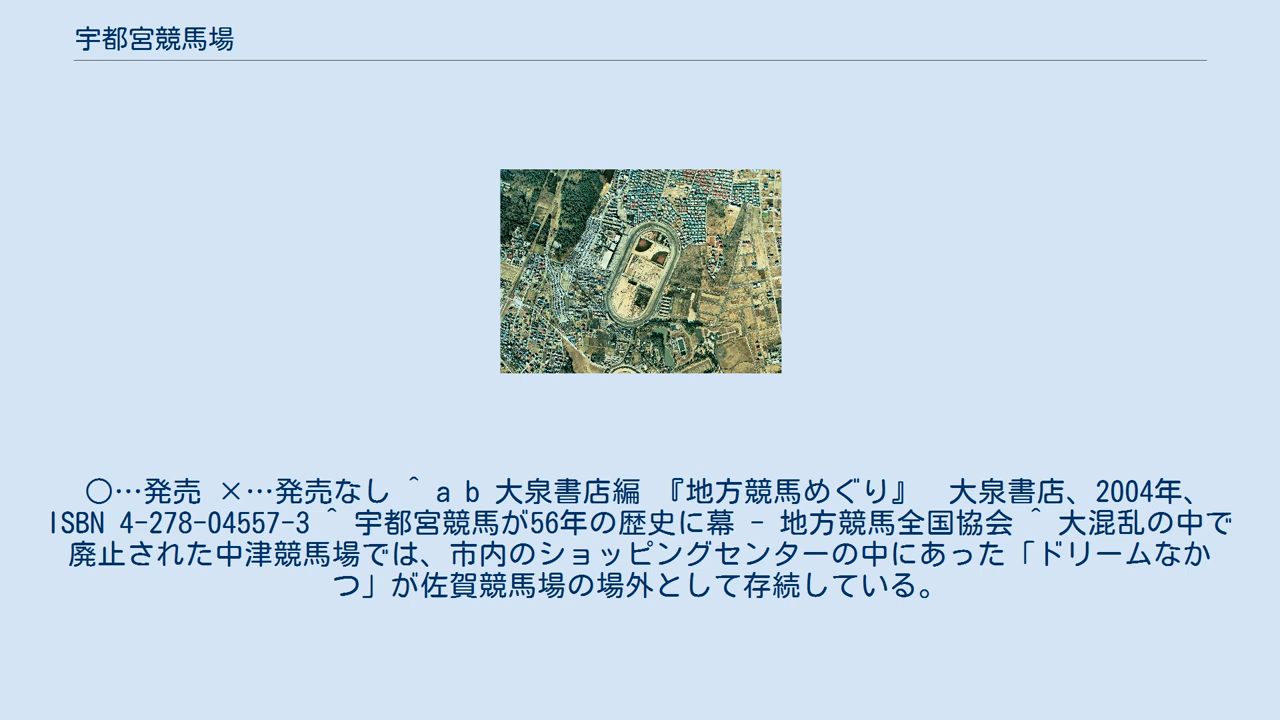 宇都宮競馬場
〇…発売 ×…発売なし ^ a b 大泉書店編 『地方競馬めぐり』 大泉書店、2004年、
ISBN 4-278-04557-3 ^ 宇都宮競馬が56年の歴史に幕 - 地方競馬全国協会 ^ 大混乱の中で
廃止された中津競馬場では、市内のショッピングセンターの中にあった「ドリームなか
つ」が佐賀競馬場の場外として存続している。